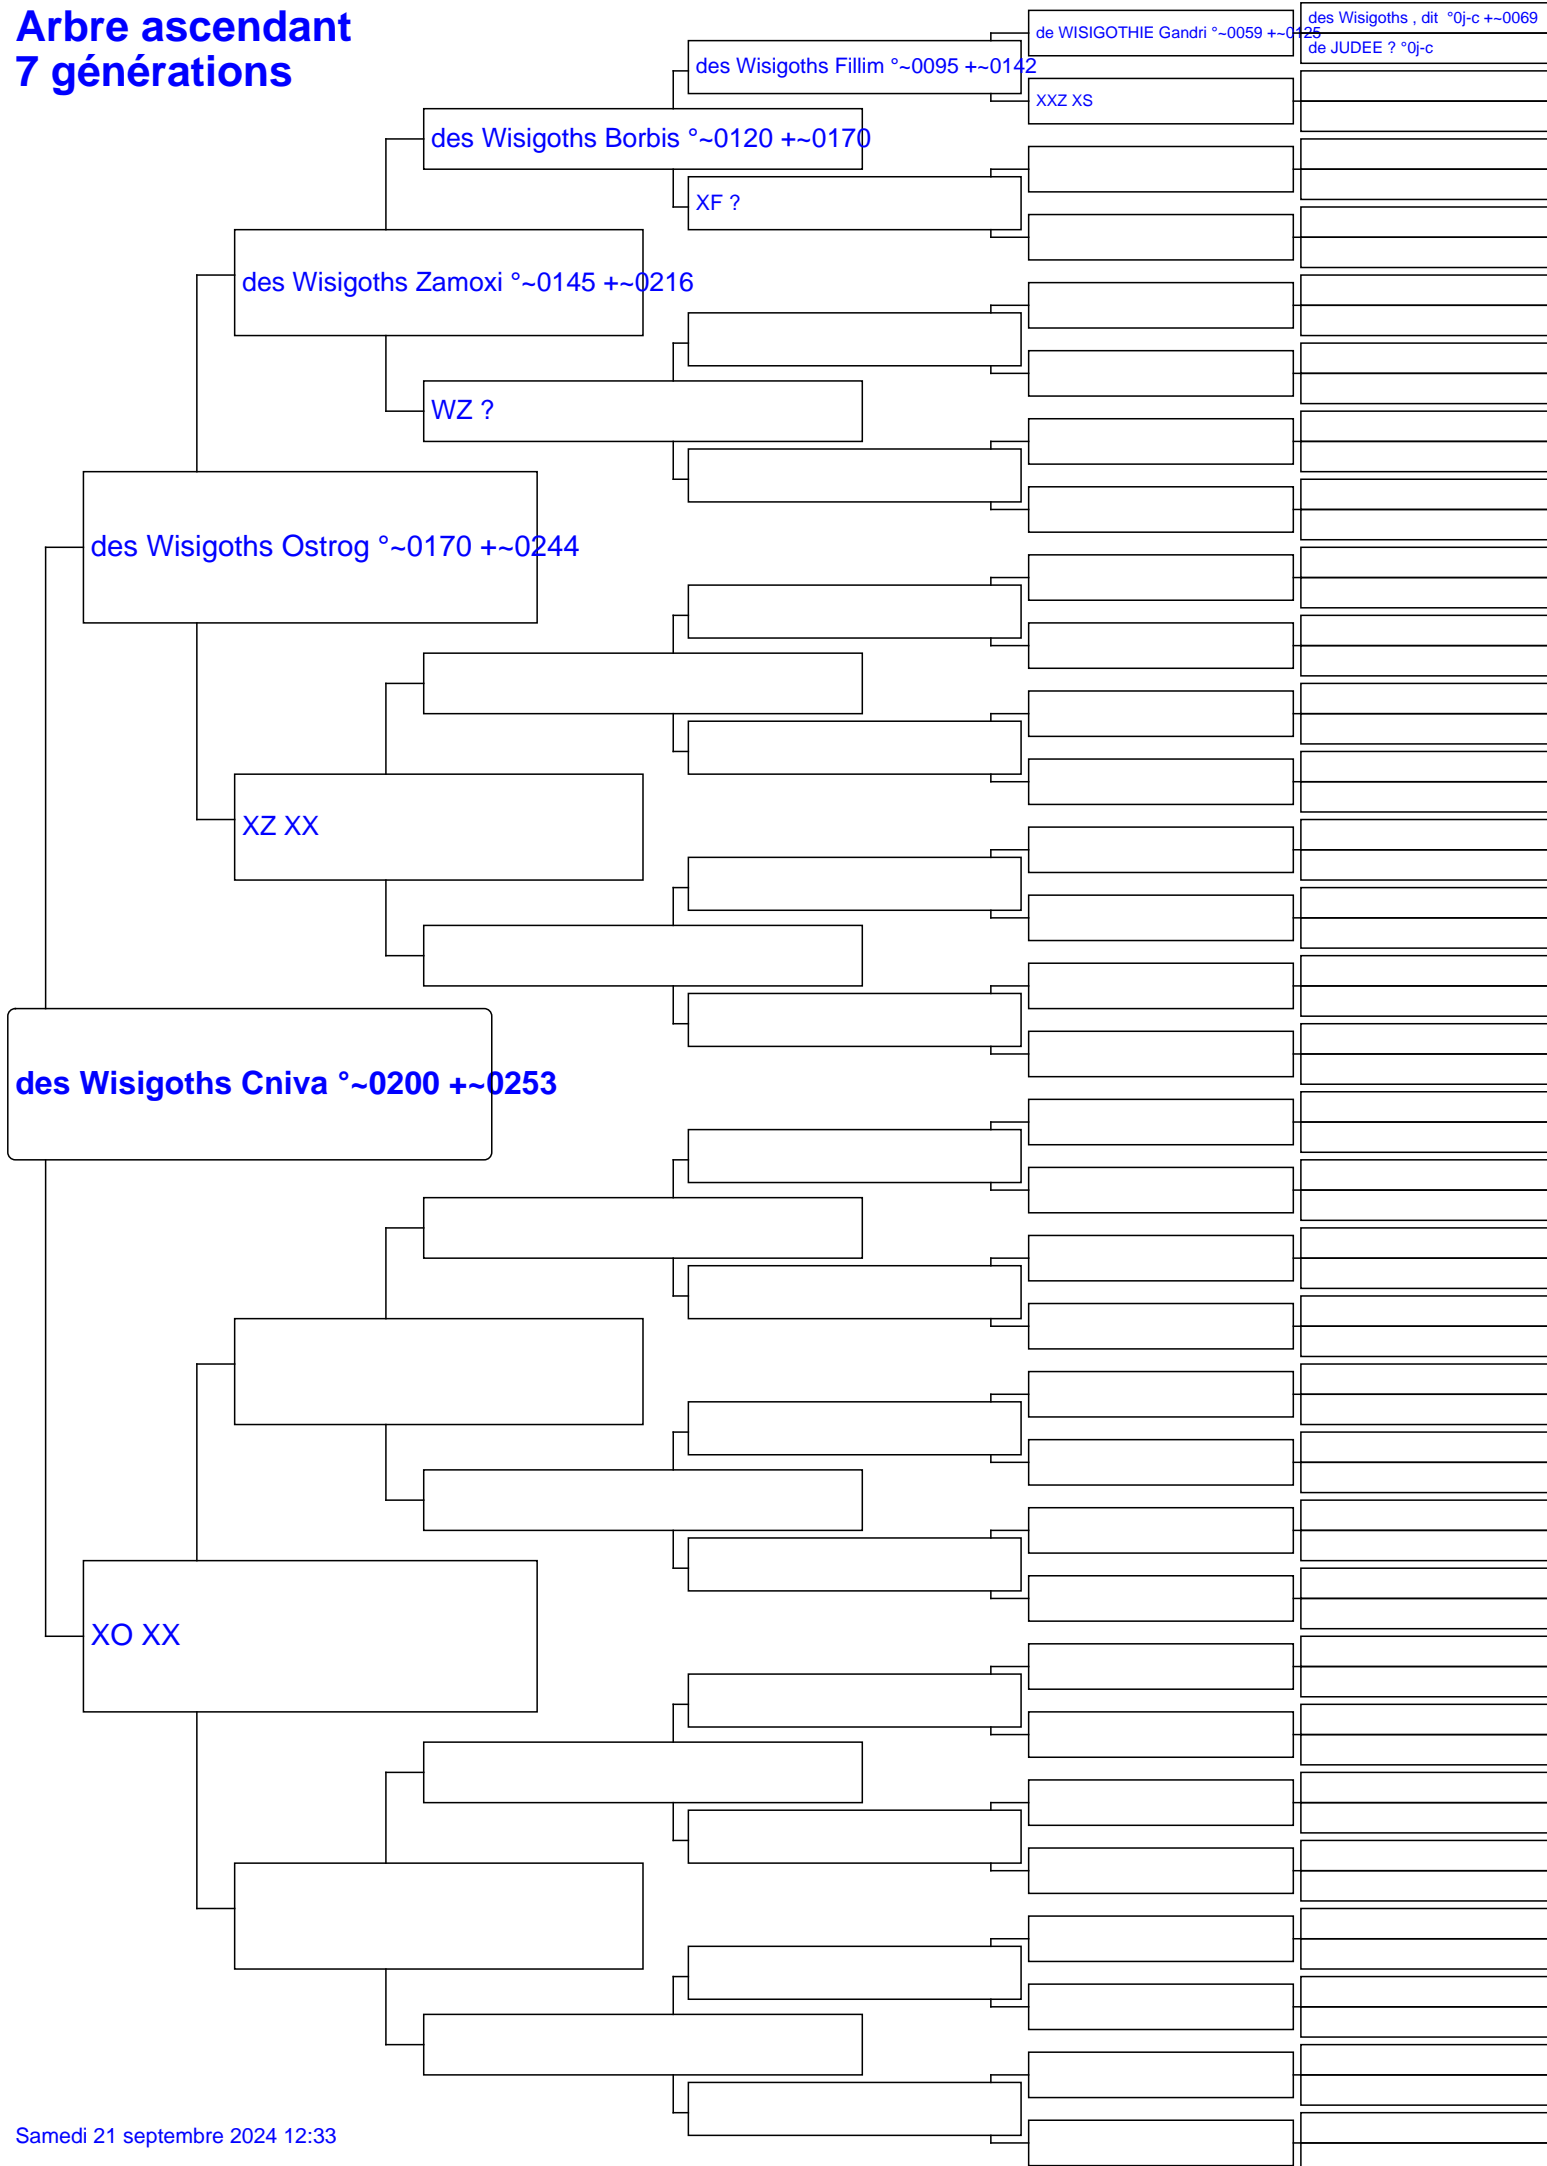 Arbre ascendant
7 générations
des Wisigoths , dit  °0j-c +~0069
de WISIGOTHIE Gandri °~0059 +~0125
de JUDEE ? °0j-c
des Wisigoths Fillim °~0095 +~0142
XXZ XS
des Wisigoths Borbis °~0120 +~0170
XF ?
des Wisigoths Zamoxi °~0145 +~0216
WZ ?
des Wisigoths Ostrog °~0170 +~0244
XZ XX
des Wisigoths Cniva °~0200 +~0253
XO XX
Samedi 21 septembre 2024 12:33